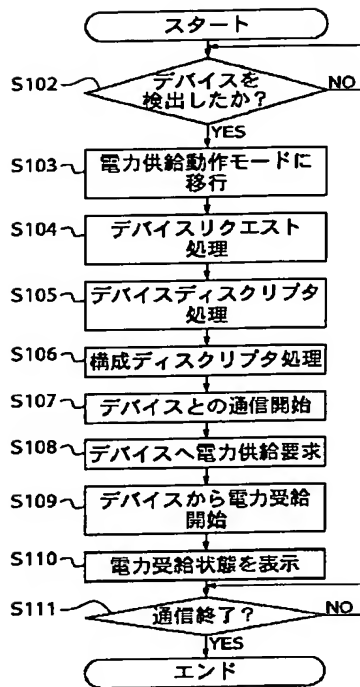 スタート
S102
デバイスを
検出したか？
NO
YES
S103
電力供給動作モードに
移行
S104
デバイスリクエスト
処理
S105
デバイスディスクリプタ
処理
S106
構成ディスクリプタ処理
S107
デバイスとの通信開始
S108
デバイスへ電力供給要求
S109
デバイスから電力受給
開始
S110
電力受給状態を表示
S111
通信終了？
NO
YES
エンド